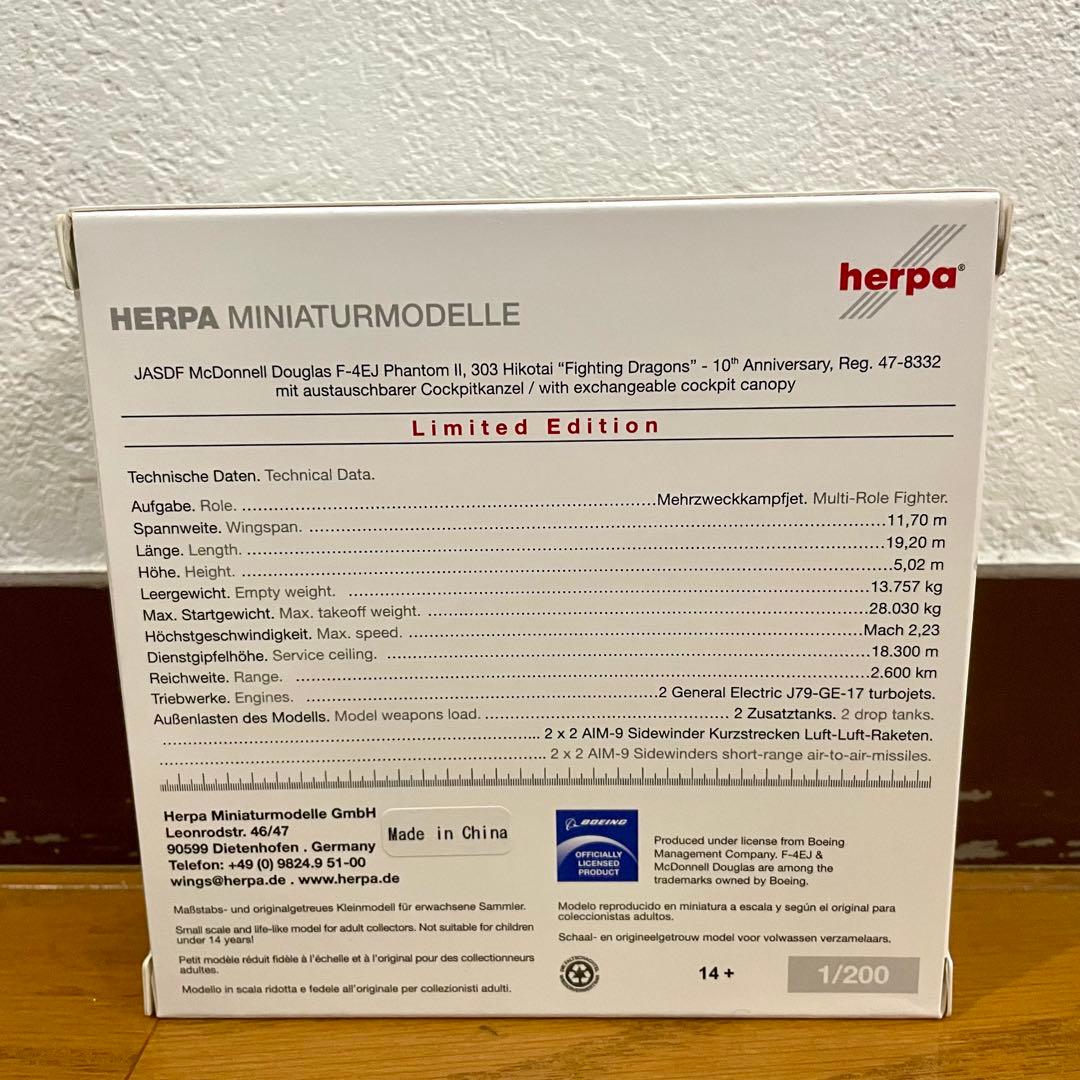 herpa®
HERPA MINIATURMODELLE
JASDF McDonnell Douglas F-4EJ Phantom II, 303 Hikotai “Fighting Dragons” - 10th Anniversary, Reg. 47-8332
mit austauschbarer Cockpitkanzel / with exchangeable cockpit canopy
Limited Edition
Technische Daten. Technical Data.
Aufgabe. Role. ........ Mehrzweckkampfjet. Multi-Role Fighter.
Spannweite. Wingspan. ........ 11,70 m
Länge. Length. ........ 19,20 m
Höhe. Height. ........ 5,02 m
Leergewicht. Empty weight. ........ 13.757 kg
Max. Startgewicht. Max. takeoff weight. ........ 28.030 kg
Höchstgeschwindigkeit. Max. speed. ........ Mach 2,23
Dienstgipfelhöhe. Service ceiling. ........ 18.300 m
Reichweite. Range. ........ 2.600 km
Triebwerke. Engines. ........ 2 General Electric J79-GE-17 turbojets.
Außenlasten des Modells. Model weapons load. ........ 2 Zusatztanks. 2 drop tanks.
........ 2 x 2 AIM-9 Sidewinder Kurzstrecken Luft-Luft-Raketen.
........ 2 x 2 AIM-9 Sidewinders short-range air-to-air-missiles.
Herpa Miniaturmodelle GmbH
Leonrodstr. 46/47
90599 Dietenhofen . Germany
Telefon: +49 (0) 9824.9 51-00
wings@herpa.de . www.herpa.de
Made in China
BOEING
OFFICIALLY
LICENSED
PRODUCT
Produced under license from Boeing
Management Company. F-4EJ &
McDonnell Douglas are among the
trademarks owned by Boeing.
Maßstabs- und originalgetreues Kleinmodell für erwachsene Sammler.
Small scale and life-like model for adult collectors. Not suitable for children
under 14 years!
Petit modèle réduit fidèle à l'échelle et à l'original pour des collectionneurs
adultes.
Modello in scala ridotta e fedele all'originale per collezionisti adulti.
Modelo reproducido en miniatura a escala y según el original para
coleccionistas adultos.
Schaal- en origineelgetrouw model voor volwassen verzamelaars.
14 +
1/200